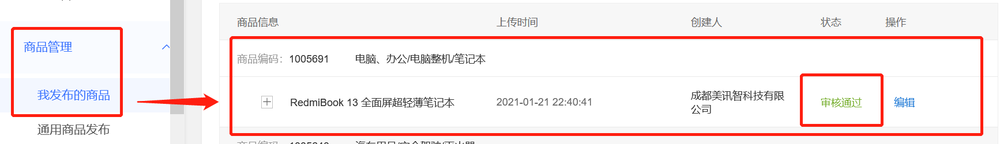 商品管理
我发布的商品
通用商品发布
商品信息 上传时间 创建人 状态 操作
商品编码: 1005691 电脑、办公/电脑整机/笔记本
RedmiBook 13 全面屏超轻薄笔记本 2021-01-21 22:40:41 成都美讯智科技有限
公司 审核通过 编辑